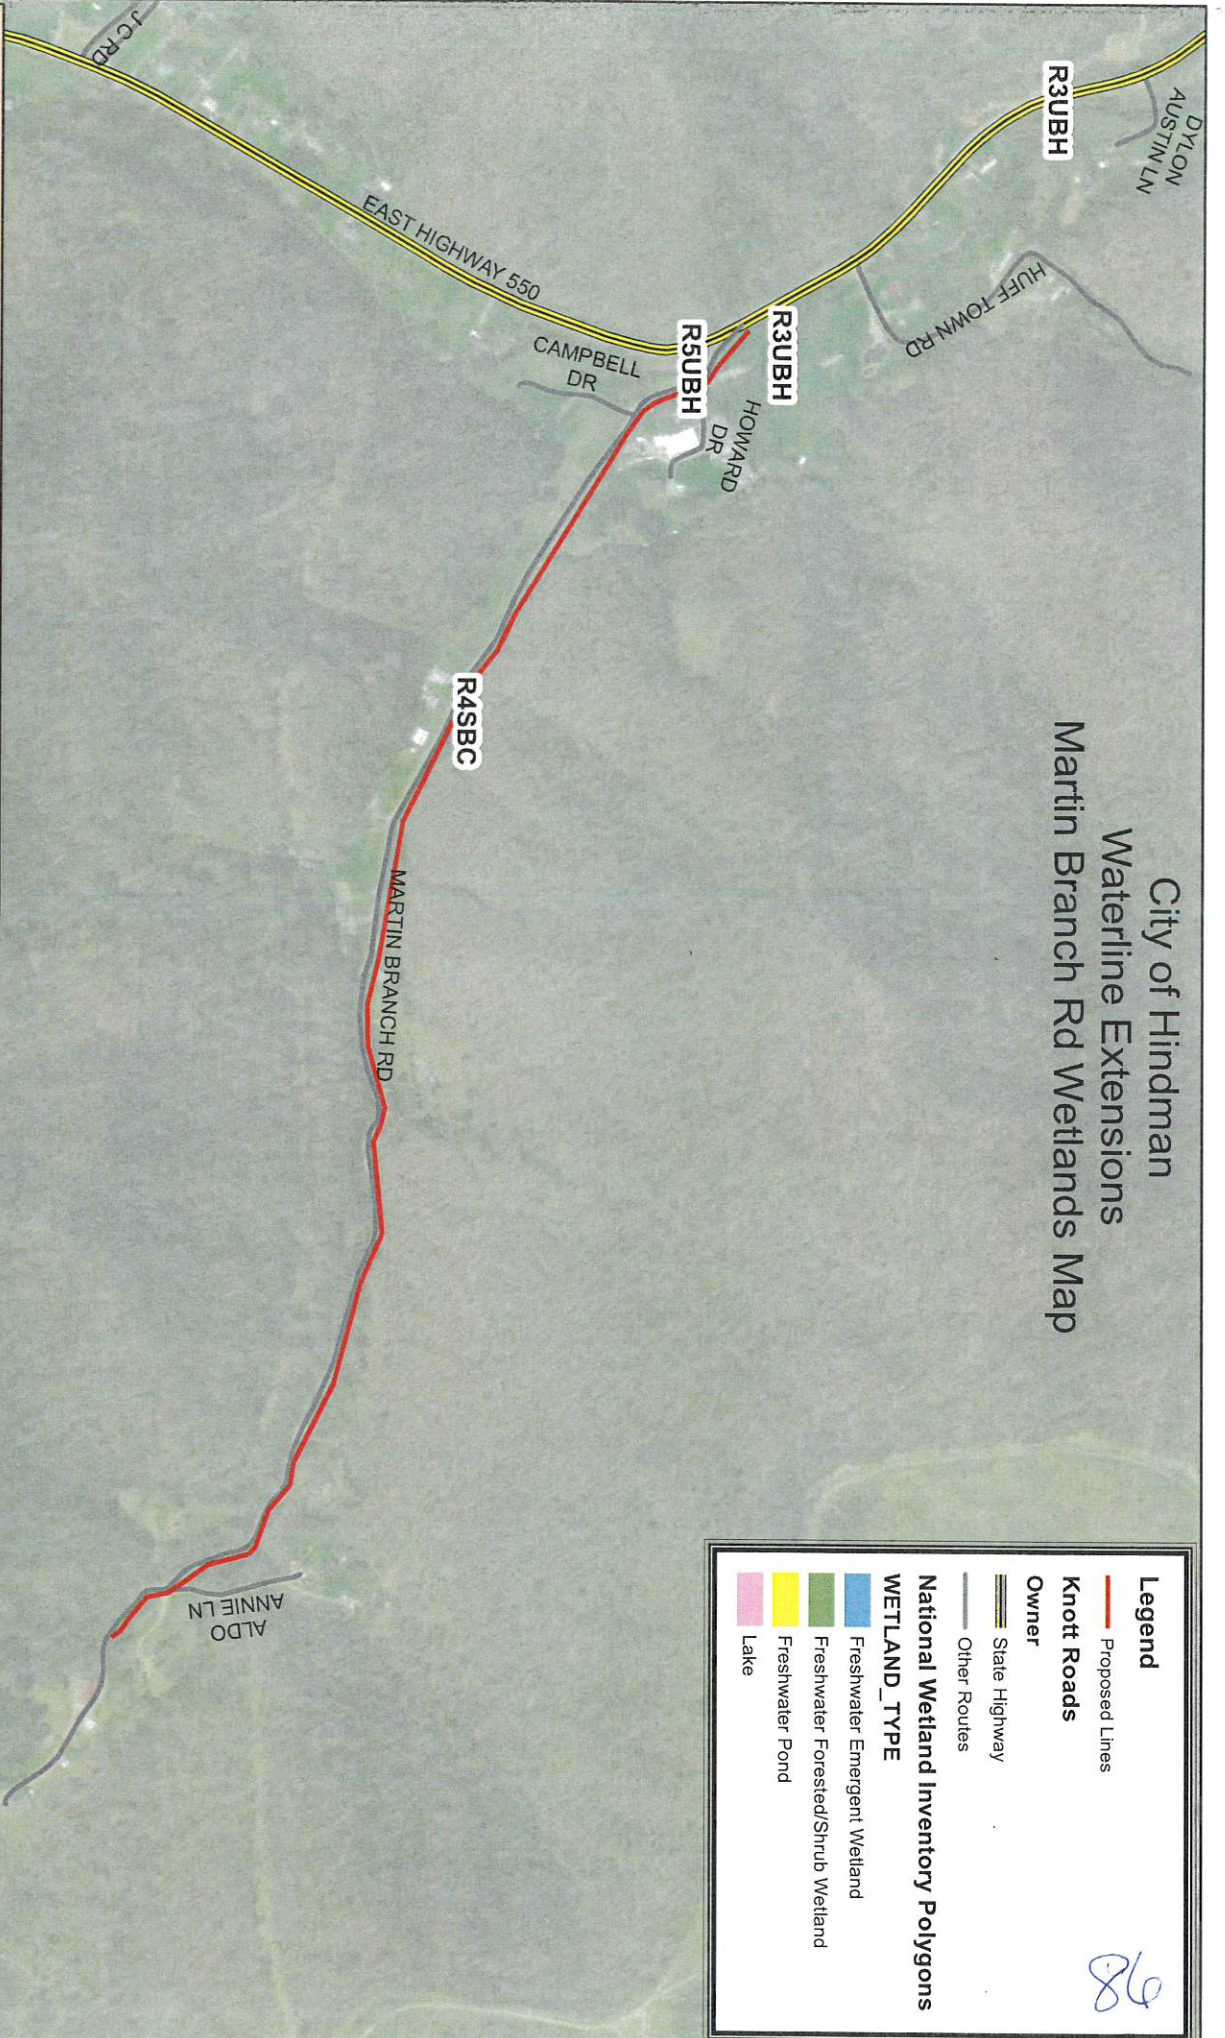 City of Hindman
Waterline Extensions
Martin Branch Rd Wetlands Map
Legend
86
Proposed Lines
Knott Roads
Owner
State Highway
Other Routes
National Wetland Inventory Polygons
WETLAND_TYPE
Freshwater Emergent Wetland
Freshwater Forested/Shrub Wetland
Freshwater Pond
Lake
DYLON
AUSTIN LN
R3UBH
HUFF TOWN RD
R3UBH
HOWARD
DR
R5UBH
CAMPBELL
DR
EAST HIGHWAY 550
J C RD
R4SBC
MARTIN BRANCH RD
ALDO
ANNIE LN